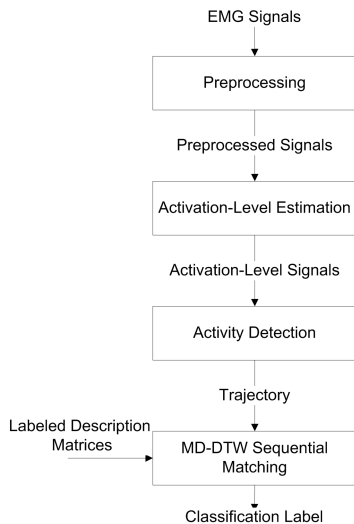 EMG Signals
Preprocessing
Preprocessed Signals
Activation-Level Estimation
Activation-Level Signals
Activity Detection
Trajectory
Labeled Description
Matrices
MD-DTW Sequential
Matching
Classification Label